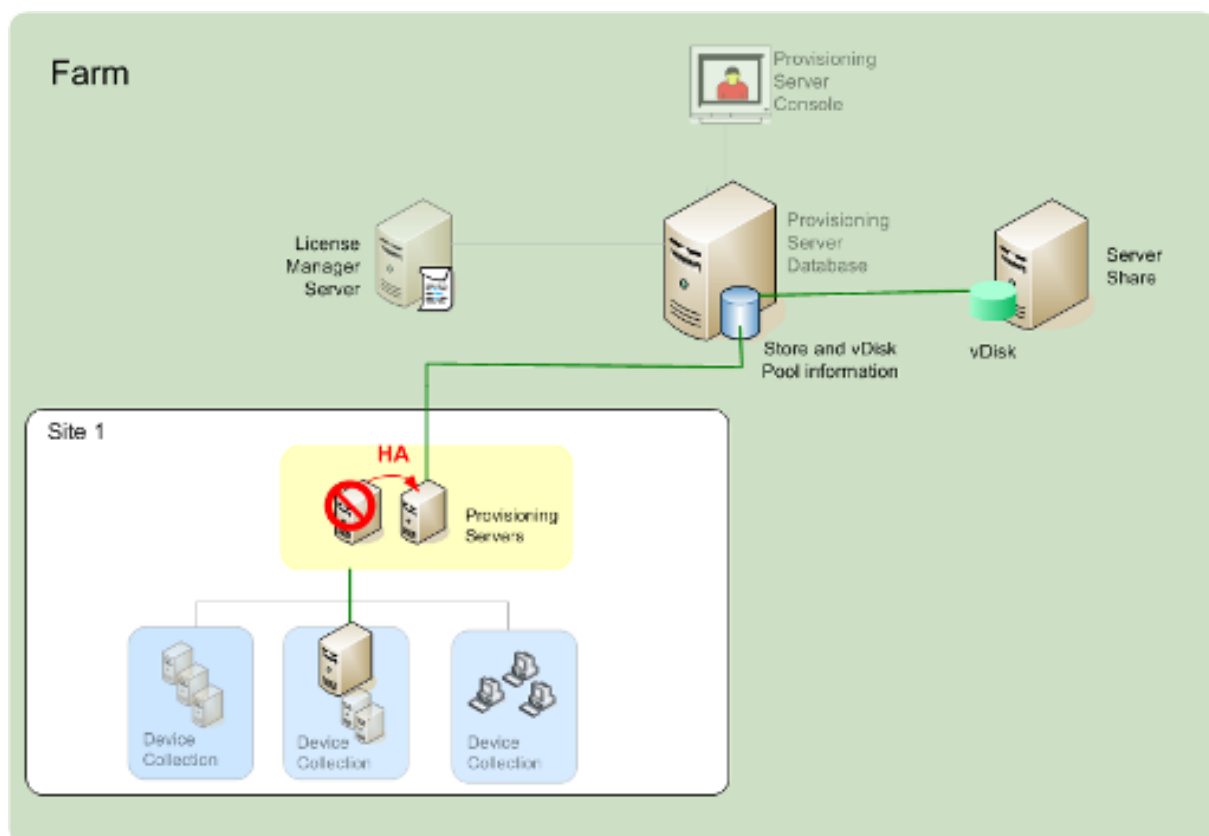 Farm
Provisioning
Server
Console
License
Manager
Server
Provisioning
Server
Database
Server
Share
Store and vDisk
Pool information
vDisk
Site 1
HA
Provisioning
Servers
Device
Collection
Device
Collection
Device
Collection